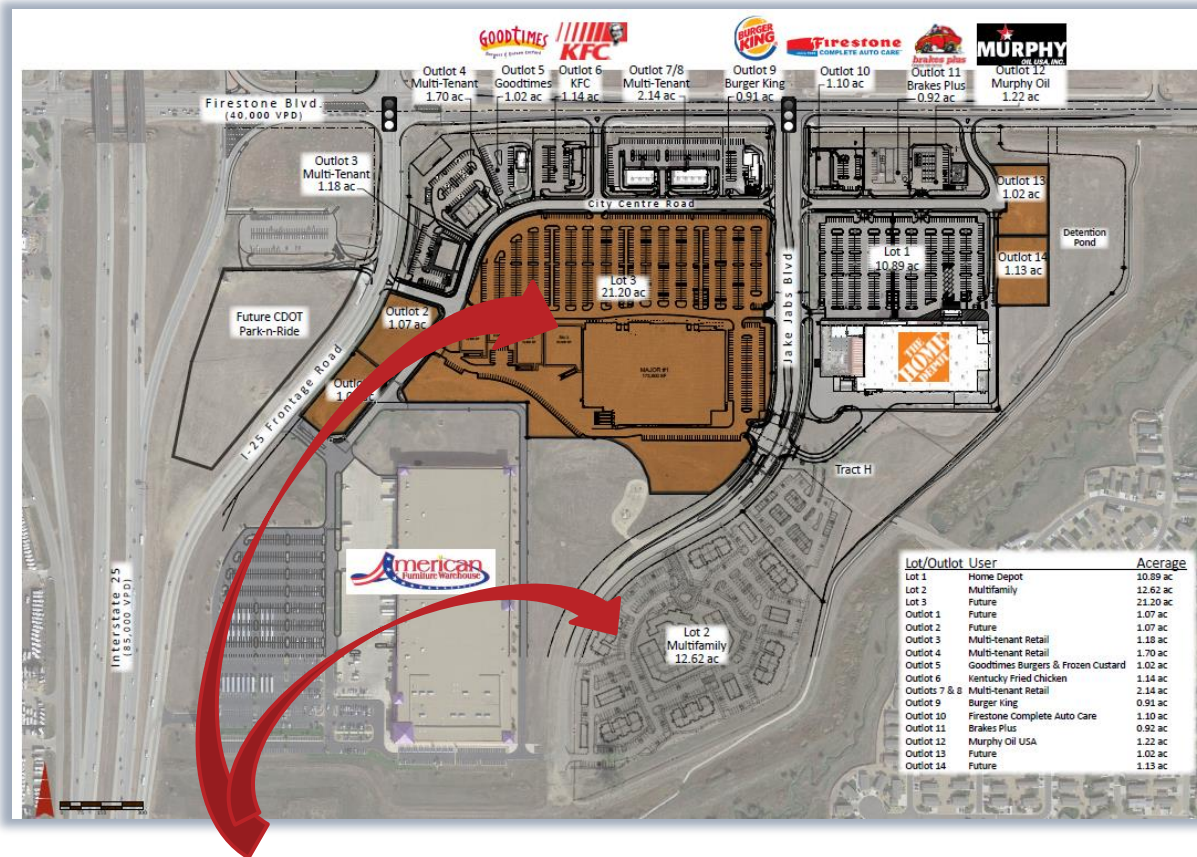 GOODTIMES
Burgers & Frozen Custard
KFC
BURGER
KING
Firestone
COMPLETE AUTO CARE
brakes plus
MURPHY
OIL USA, INC.
Outlot 4
Multi-Tenant
1.70 ac
Outlot 5
Goodtimes
1.02 ac
Outlot 6
KFC
1.14 ac
Outlot 7/8
Multi-Tenant
2.14 ac
Outlot 9
Burger King
0.91 ac
Outlot 10
1.10 ac
Outlot 11
Brakes Plus
0.92 ac
Outlot 12
Murphy Oil
1.22 ac
Firestone Blvd.
(40,000 VPD)
Outlot 3
Multi-Tenant
1.18 ac
City Centre Road
Outlot 13
1.02 ac
Detention
Pond
Outlot 14
1.13 ac
Lot 1
10.89 ac
Lot 3
21.20 ac
Jake Jabs Blvd
Future CDOT
Park-n-Ride
Outlot 2
1.07 ac
I-25 Frontage Road
MAJOR #1
THE
HOME
DEPOT
Tract H
American
Furniture Warehouse
Interstate 25
(85,000 VPD)
Lot 2
Multifamily
12.62 ac
Lot/Outlot User Acerage
Lot 1 Home Depot 10.89 ac
Lot 2 Multifamily 12.62 ac
Lot 3 Future 21.20 ac
Outlot 1 Future 1.07 ac
Outlot 2 Future 1.07 ac
Outlot 3 Multi-tenant Retail 1.18 ac
Outlot 4 Multi-tenant Retail 1.70 ac
Outlot 5 Goodtimes Burgers & Frozen Custard 1.02 ac
Outlot 6 Kentucky Fried Chicken 1.14 ac
Outlots 7 & 8 Multi-tenant Retail 2.14 ac
Outlot 9 Burger King 0.91 ac
Outlot 10 Firestone Complete Auto Care 1.10 ac
Outlot 11 Brakes Plus 0.92 ac
Outlot 12 Murphy Oil USA 1.22 ac
Outlot 13 Future 1.02 ac
Outlot 14 Future 1.13 ac